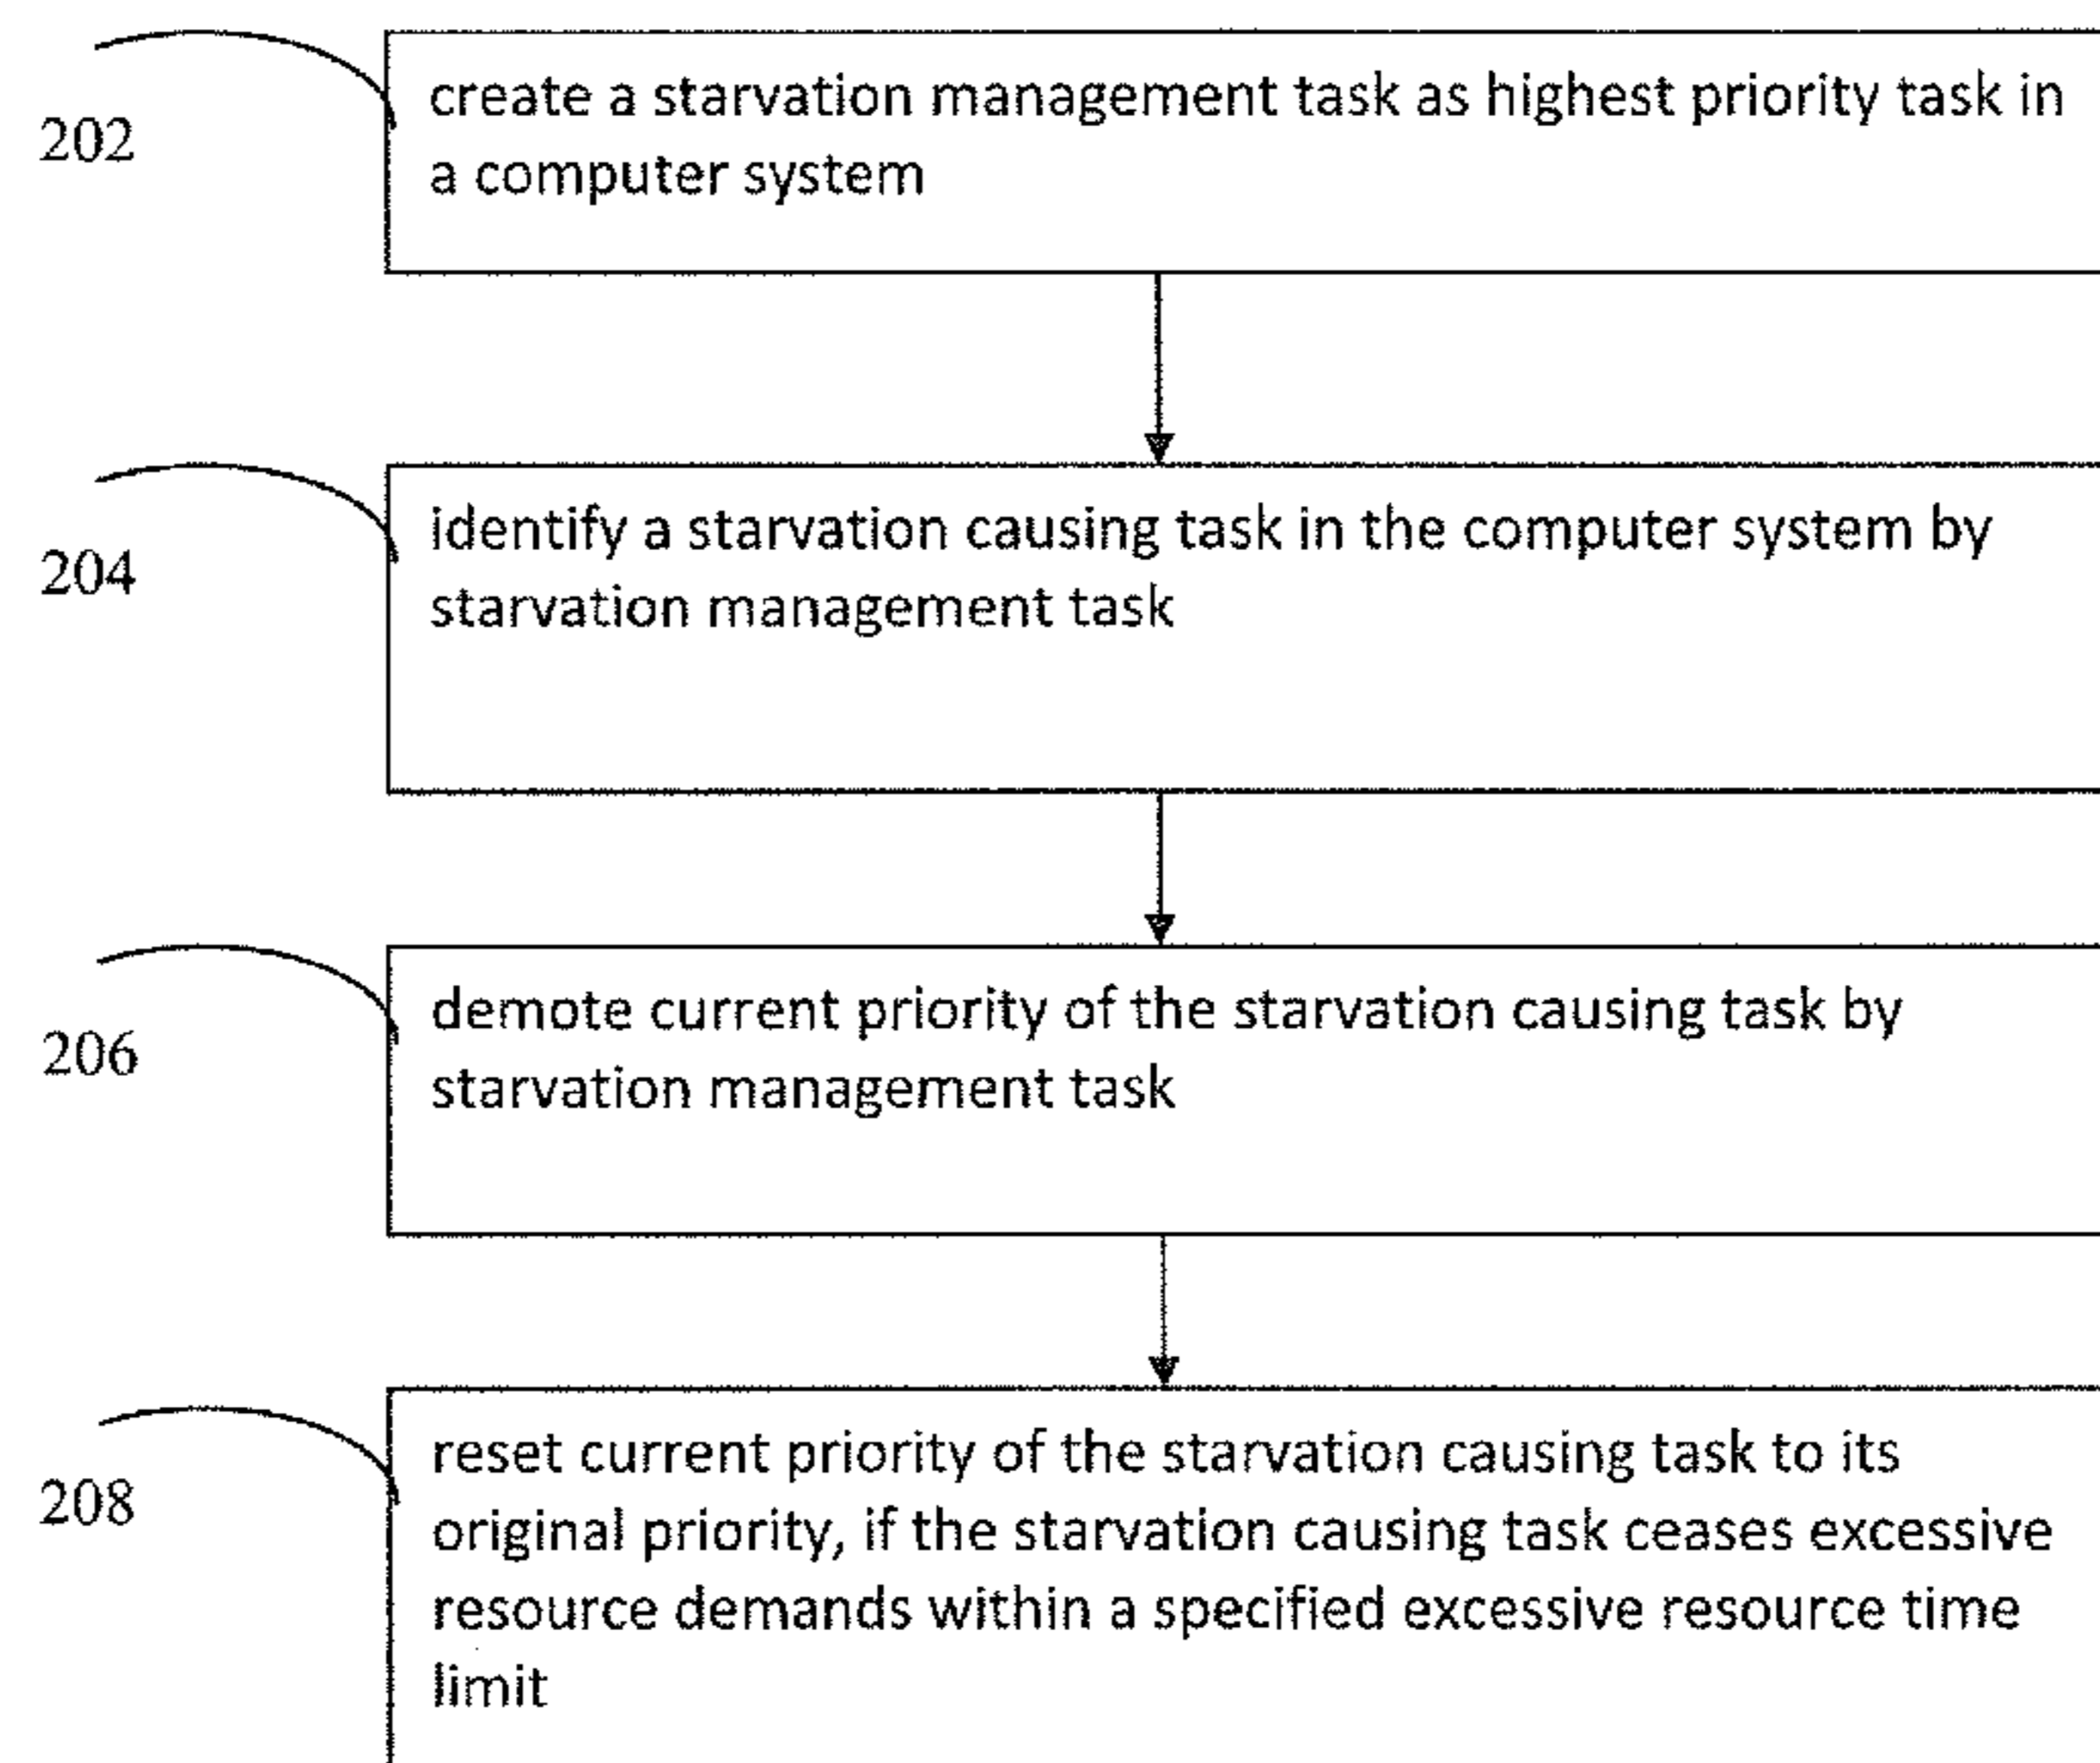 202
create a starvation management task as highest priority task in
a computer system
204
identify a starvation causing task in the computer system by
starvation management task
206
demote current priority of the starvation causing task by
starvation management task
208
reset current priority of the starvation causing task to its
original priority, if the starvation causing task ceases excessive
resource demands within a specified excessive resource time
limit